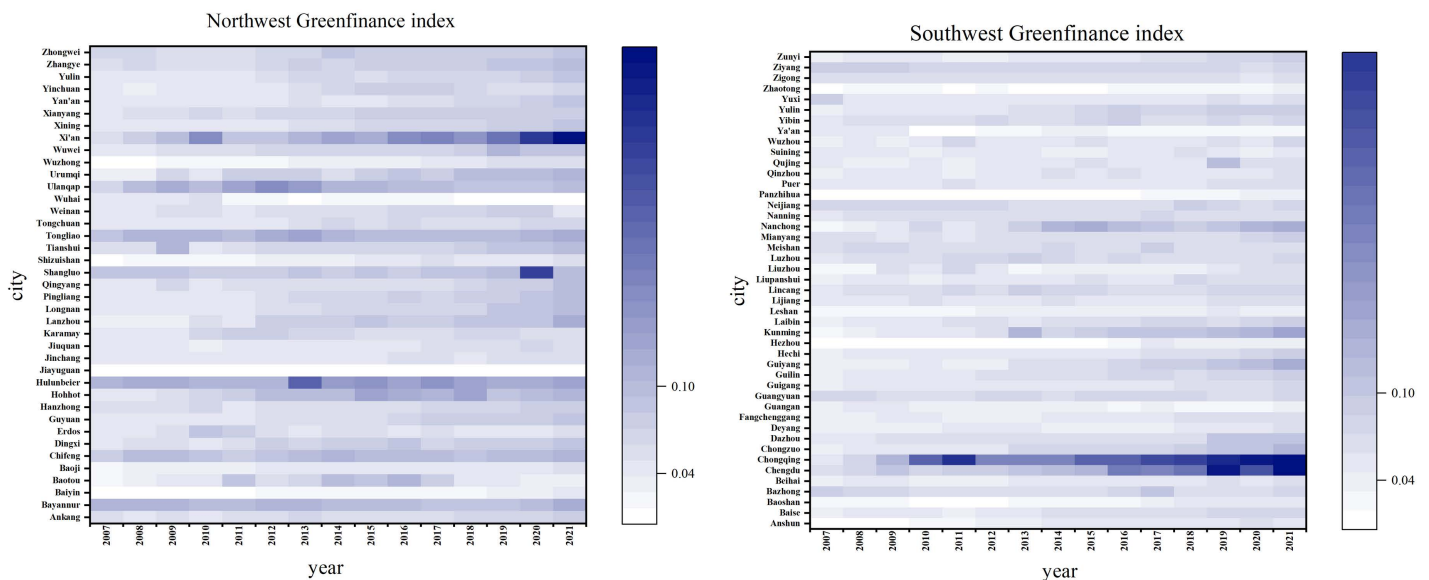 Northwest Greenfinance index
Zhongwei
Zhangye
Yulin
Yinchuan
Yan'an
Xianyang
Xining
Xi'an
Wuwei
Wuzhong
Urumqi
Ulanqap
Wuhai
Weinan
Tongchuan
Tongliao
Tianshui
Shizuishan
Shangluo
Qingyang
Pingliang
Longnan
Lanzhou
Karamay
Jiuquan
Jinchang
Jiayuguan
Hulunbeier
Hohhot
Hanzhong
Guyuan
Erdos
Dingxi
Chifeng
Baoji
Baotou
Baiyin
Bayannur
Ankang
city
2007 2008 2009 2010 2011 2012 2013 2014 2015 2016 2017 2018 2019 2020 2021
year
0.10
0.04
Southwest Greenfinance index
Zunyi
Ziyang
Zigong
Zhaotong
Yuxi
Yulin
Yibin
Ya'an
Wuzhou
Suining
Qujing
Qinzhou
Puer
Panzhihua
Neijiang
Nanning
Nanchong
Mianyang
Meishan
Luzhou
Liuzhou
Liupanshui
Lincang
Lijiang
Leshan
Laibin
Kunming
Hezhou
Hechi
Guiyang
Guilin
Guigang
Guangyuan
Guangan
Fangchenggang
Deyang
Dazhou
Chongzuo
Chongqing
Chengdu
Beihai
Bazhong
Baoshan
Baise
Anshun
city
2007 2008 2009 2010 2011 2012 2013 2014 2015 2016 2017 2018 2019 2020 2021
year
0.10
0.04